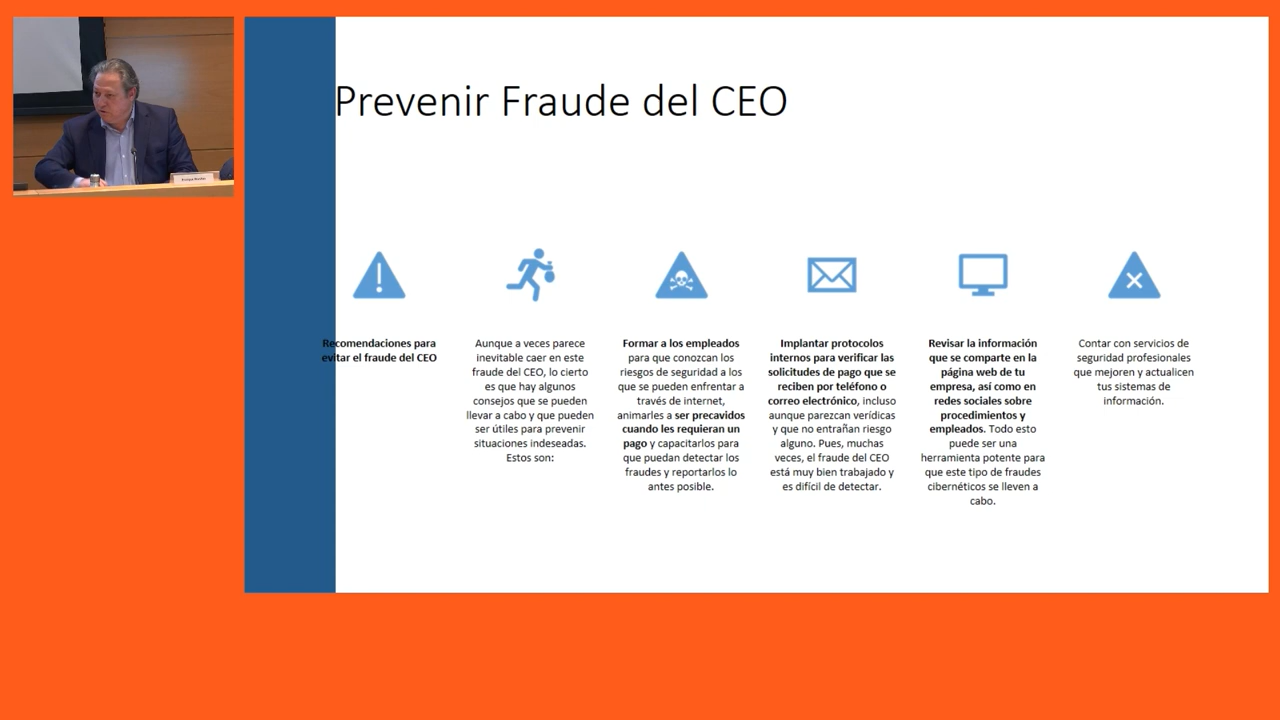 Prevenir Fraude del CEO
Recomendaciones para
evitar el fraude del CEO
Aunque a veces parece
inevitable caer en este
fraude del CEO, lo cierto
es que hay algunos
consejos que se pueden
llevar a cabo y que pueden
ser útiles para prevenir
situaciones indeseadas.
Estos son:
Formar a los empleados
para que conozcan los
riesgos de seguridad a los
que se pueden enfrentar a
través de internet,
animarles a ser precavidos
cuando les requieran un
pago y capacitarlos para
que puedan detectar los
fraudes y reportarlos lo
antes posible.
Implantar protocolos
internos para verificar las
solicitudes de pago que se
reciben por teléfono o
correo electrónico, incluso
aunque parezcan verídicas
y que no entrañan riesgo
alguno. Pues, muchas
veces, el fraude del CEO
está muy bien trabajado y
es difícil de detectar.
Revisar la información
que se comparte en la
página web de tu
empresa, así como en
redes sociales sobre
procedimientos y
empleados. Todo esto
puede ser una
herramienta potente para
que este tipo de fraudes
cibernéticos se lleven a
cabo.
Contar con servicios de
seguridad profesionales
que mejoren y actualicen
tus sistemas de
información.